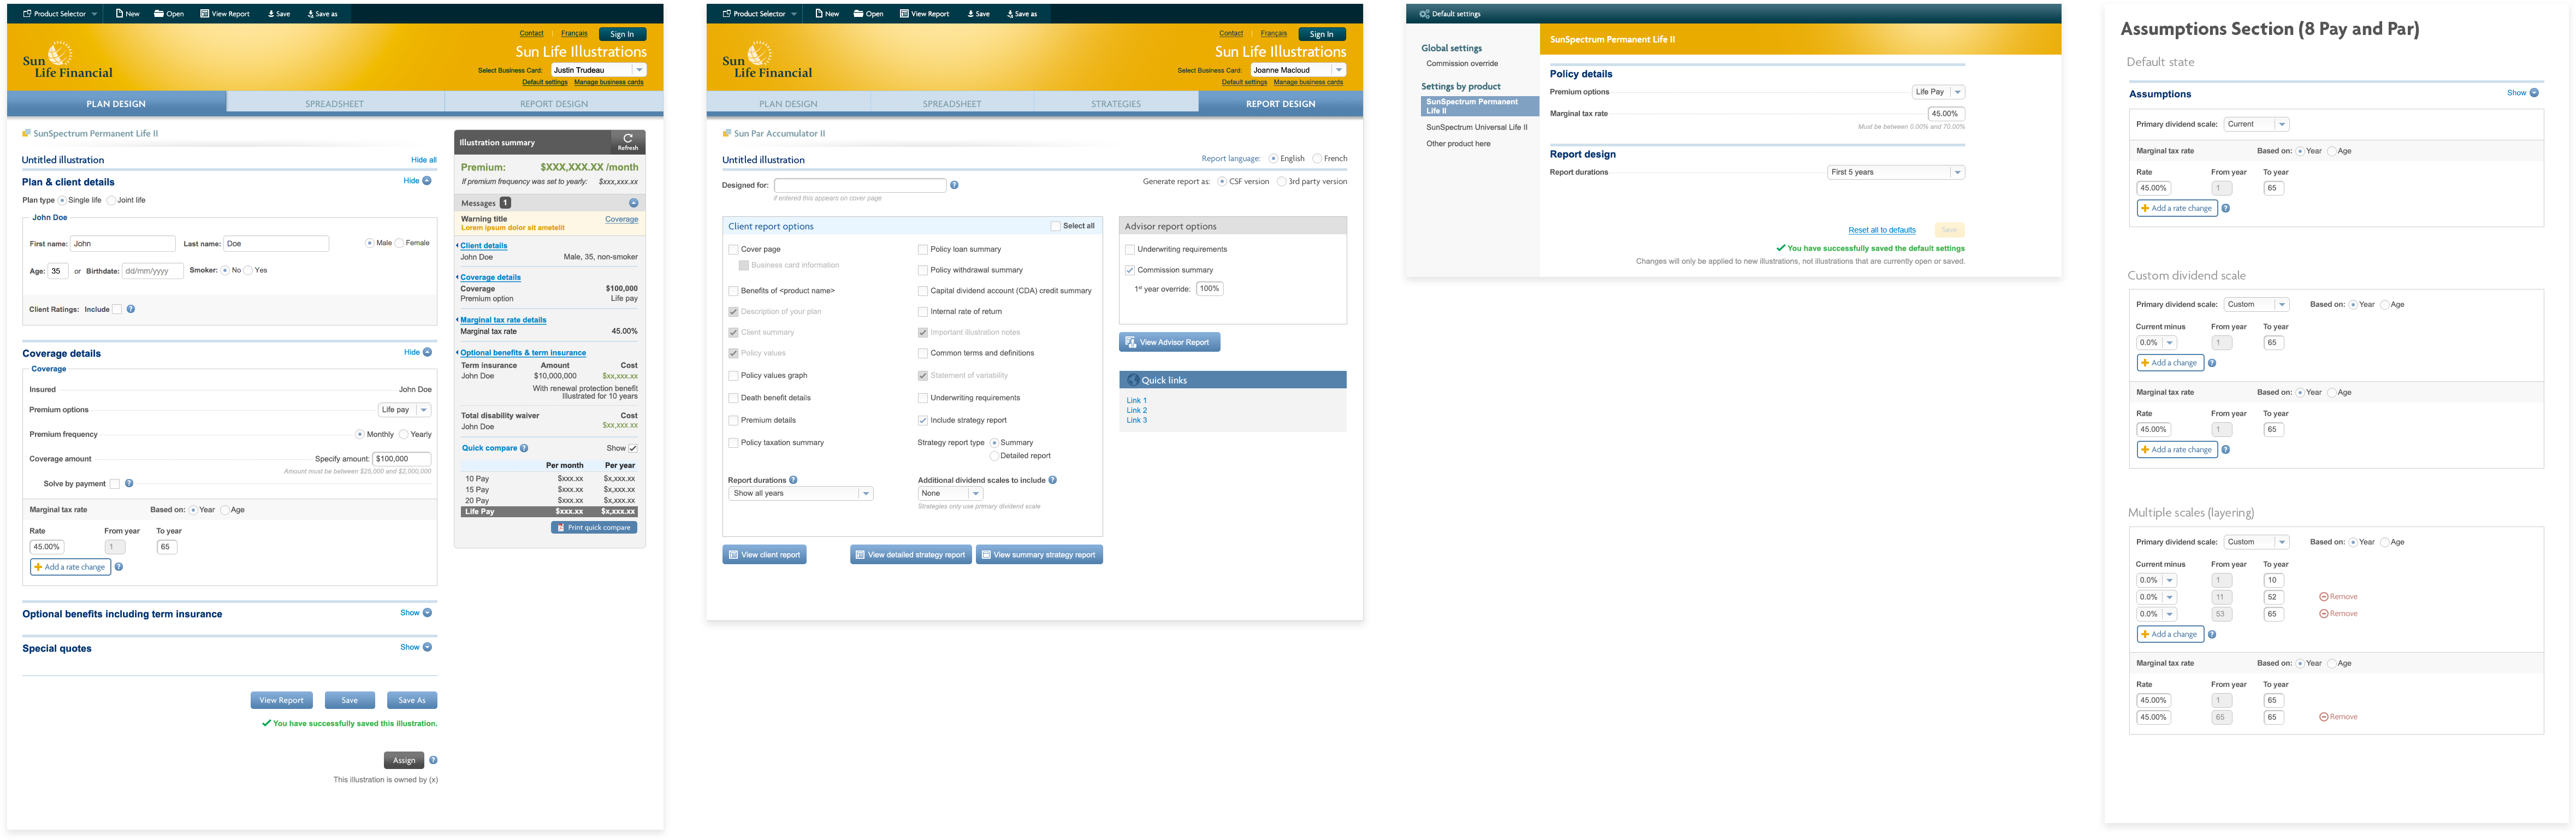 Product Selector
New
Open
View Report
Save
Save as
Contact
Français
Sign In
Sun Life Financial
Sun Life Illustrations
Select Business Card: Justin Trudeau
Default settings Manage business cards
PLAN DESIGN
SPREADSHEET
REPORT DESIGN
SunSpectrum Permanent Life II
Untitled illustration
Hide all
Plan & client details
Hide
Plan type Single life Joint life
John Doe
First name: John Last name: Doe Male Female
Age: 35 or Birthdate: dd/mm/yyyy Smoker: No Yes
Client Ratings: Include
Coverage details
Hide
Coverage
Insured John Doe
Premium options Life pay
Premium frequency Monthly Yearly
Coverage amount Specify amount: $100,000
Amount must be between $25,000 and $2,000,000
Solve by payment
Marginal tax rate Based on: Year Age
Rate From year To year
45.00% 1 65
Add a rate change
Optional benefits including term insurance
Show
Special quotes
Show
View Report
Save
Save As
You have successfully saved this illustration.
Assign
This illustration is owned by (x)
Illustration summary
Refresh
Premium: $XXX,XXX.XX /month
If premium frequency was set to yearly: $xxx,xxx.xx
Messages 1
Warning title Coverage
Lorem ipsum dolor sit ametelit
Client details
John Doe Male, 35, non-smoker
Coverage details
Coverage $100,000
Premium option Life pay
Marginal tax rate details
Marginal tax rate 45.00%
Optional benefits & term insurance
Term insurance Amount Cost
John Doe $10,000,000 $xx,xxx.xx
With renewal protection benefit
Illustrated for 10 years
Total disability waiver Cost
John Doe $xx,xxx.xx
Quick compare Show
Per month Per year
10 Pay $xxx.xx $x,xxx.xx
15 Pay $xxx.xx $x,xxx.xx
20 Pay $xxx.xx $x,xxx.xx
Life Pay $xxx.xx $x,xxx.xx
Print quick compare
Product Selector
New
Open
View Report
Save
Save as
Contact
Français
Sign In
Sun Life Financial
Sun Life Illustrations
Select Business Card: Joanne Macloud
Default settings Manage business cards
PLAN DESIGN
SPREADSHEET
STRATEGIES
REPORT DESIGN
Sun Par Accumulator II
Untitled illustration
Report language: English French
Designed for:
if entered this appears on cover page
Generate report as: CSF version 3rd party version
Client report options
Select all
Cover page
Business card information
Benefits of <product name>
Description of your plan
Client summary
Policy values
Policy values graph
Death benefit details
Premium details
Policy taxation summary
Report durations
Show all years
Policy loan summary
Policy withdrawal summary
Capital dividend account (CDA) credit summary
Internal rate of return
Important illustration notes
Common terms and definitions
Statement of variability
Underwriting requirements
Include strategy report
Strategy report type Summary
Detailed report
Additional dividend scales to include
None
Strategies only use primary dividend scale
View client report
View detailed strategy report
View summary strategy report
Advisor report options
Underwriting requirements
Commission summary
1st year override: 100%
View Advisor Report
Quick links
Link 1
Link 2
Link 3
Default settings
Global settings
Commission override
Settings by product
SunSpectrum Permanent
Life II
SunSpectrum Universal Life II
Other product here
SunSpectrum Permanent Life II
Policy details
Premium options Life Pay
Marginal tax rate 45.00%
Must be between 0.00% and 70.00%
Report design
Report durations First 5 years
Reset all to defaults
Save
You have successfully saved the default settings
Changes will only be applied to new illustrations, not illustrations that are currently open or saved.
Assumptions Section (8 Pay and Par)
Default state
Assumptions
Show
Primary dividend scale: Current
Marginal tax rate Based on: Year Age
Rate From year To year
45.00% 1 65
Add a rate change
Custom dividend scale
Primary dividend scale: Custom Based on: Year Age
Current minus From year To year
0.0% 1 65
Add a change
Marginal tax rate Based on: Year Age
Rate From year To year
45.00% 1 65
Add a rate change
Multiple scales (layering)
Primary dividend scale: Custom Based on: Year Age
Current minus From year To year
0.0% 1 10
0.0% 11 52 Remove
0.0% 53 65 Remove
Add a change
Marginal tax rate Based on: Year Age
Rate From year To year
45.00% 1 65
45.00% 65 65 Remove